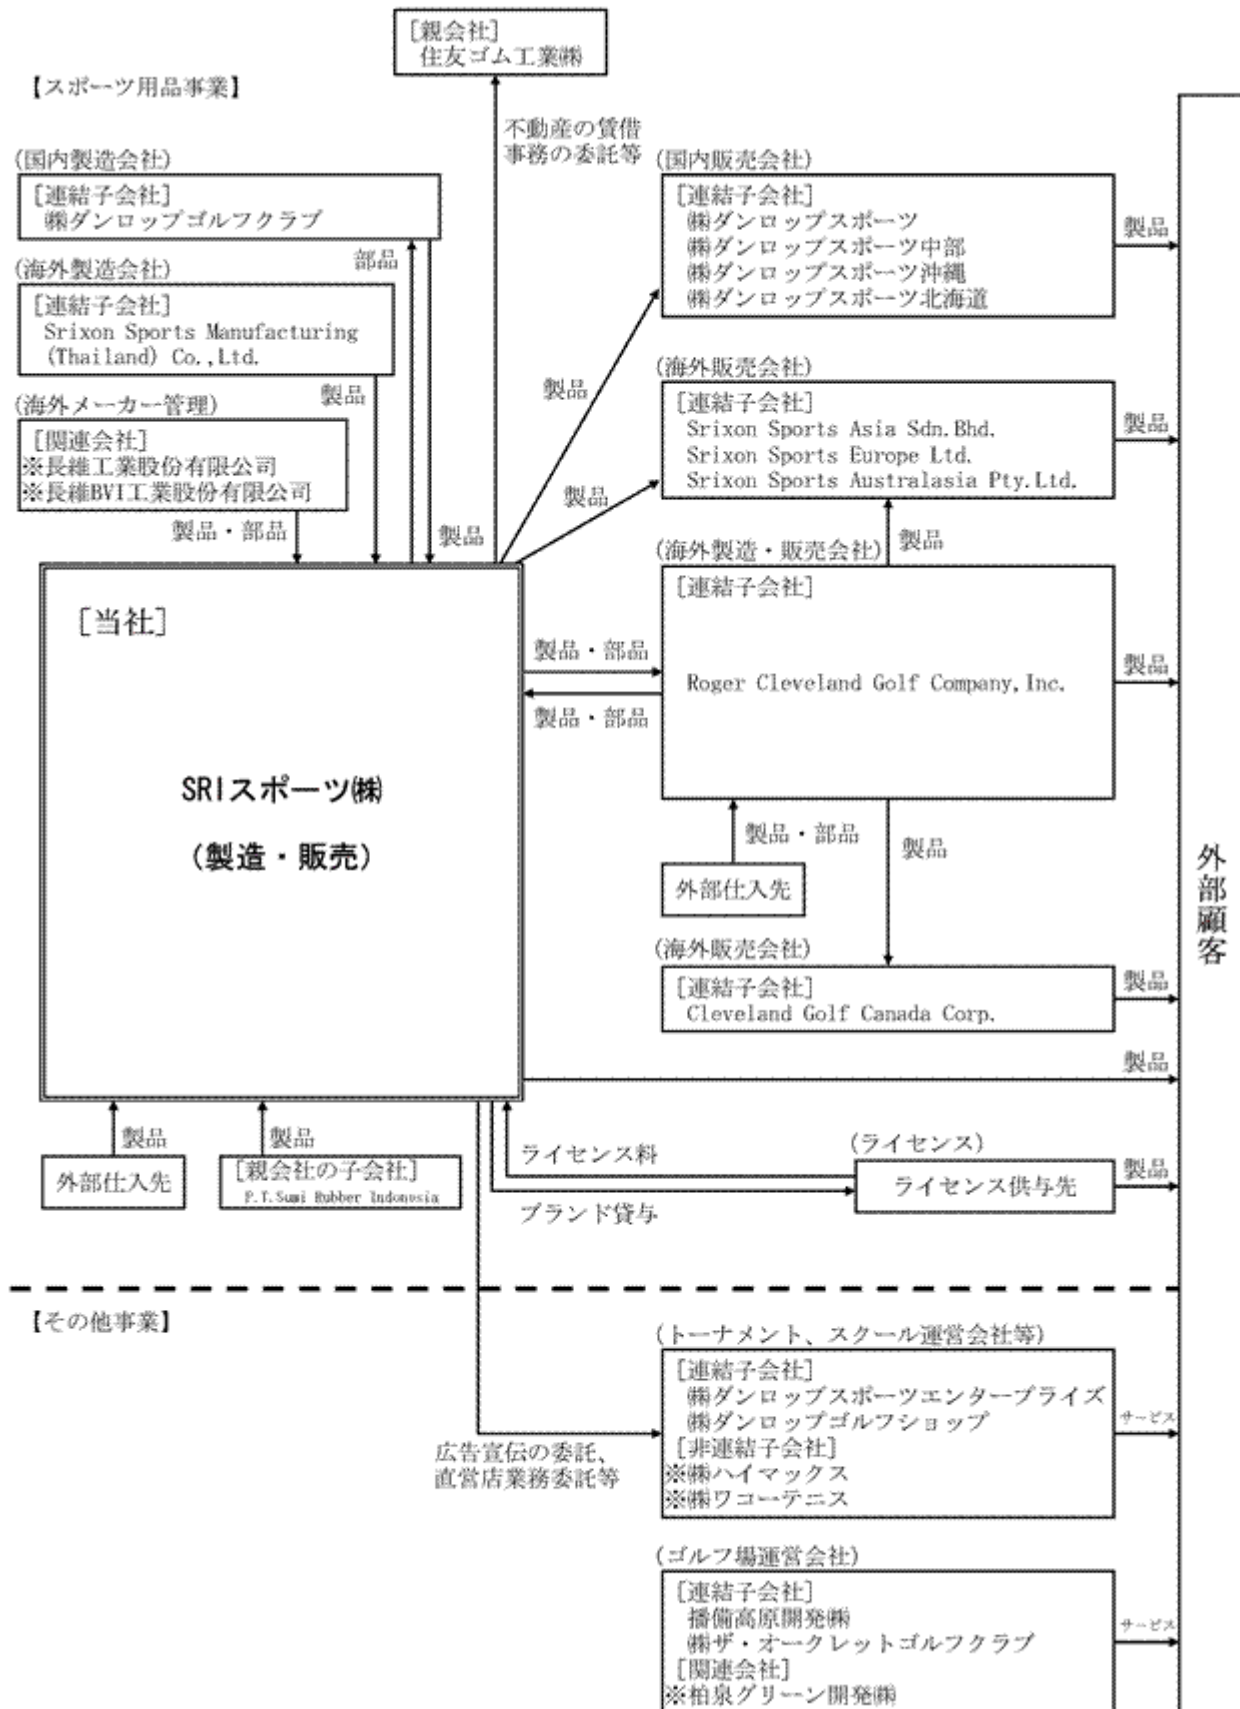 [親会社]
住友ゴム工業㈱
【スポーツ用品事業】
不動産の賃借
事務の委託等
(国内製造会社)
[連結子会社]
㈱ダンロップゴルフクラブ
部品
(海外製造会社)
[連結子会社]
Srixon Sports Manufacturing
(Thailand) Co.,Ltd.
製品
(海外メーカー管理)
[関連会社]
※長維工業股份有限公司
※長維BVI工業股份有限公司
製品・部品
製品
(国内販売会社)
[連結子会社]
㈱ダンロップスポーツ
㈱ダンロップスポーツ中部
㈱ダンロップスポーツ沖縄
㈱ダンロップスポーツ北海道
製品
製品
(海外販売会社)
[連結子会社]
Srixon Sports Asia Sdn.Bhd.
Srixon Sports Europe Ltd.
Srixon Sports Australasia Pty.Ltd.
製品
製品
(海外製造・販売会社)
製品
[連結子会社]
Roger Cleveland Golf Company,Inc.
製品
製品・部品
製品・部品
[当社]
SRIスポーツ㈱
(製造・販売)
製品・部品
製品
外部仕入先
(海外販売会社)
[連結子会社]
Cleveland Golf Canada Corp.
製品
製品
外部顧客
製品
外部仕入先
製品
[親会社の子会社]
P.T.Sumi Rubber Indonesia
ライセンス料
ブランド貸与
(ライセンス)
ライセンス供与先
製品
【その他事業】
(トーナメント、スクール運営会社等)
[連結子会社]
㈱ダンロップスポーツエンタープライズ
㈱ダンロップゴルフショップ
[非連結子会社]
※㈱ハイマックス
※㈱ワコーテニス
サービス
広告宣伝の委託、
直営店業務委託等
(ゴルフ場運営会社)
[連結子会社]
播備高原開発㈱
㈱ザ・オークレットゴルフクラブ
[関連会社]
※柏泉グリーン開発㈱
サービス